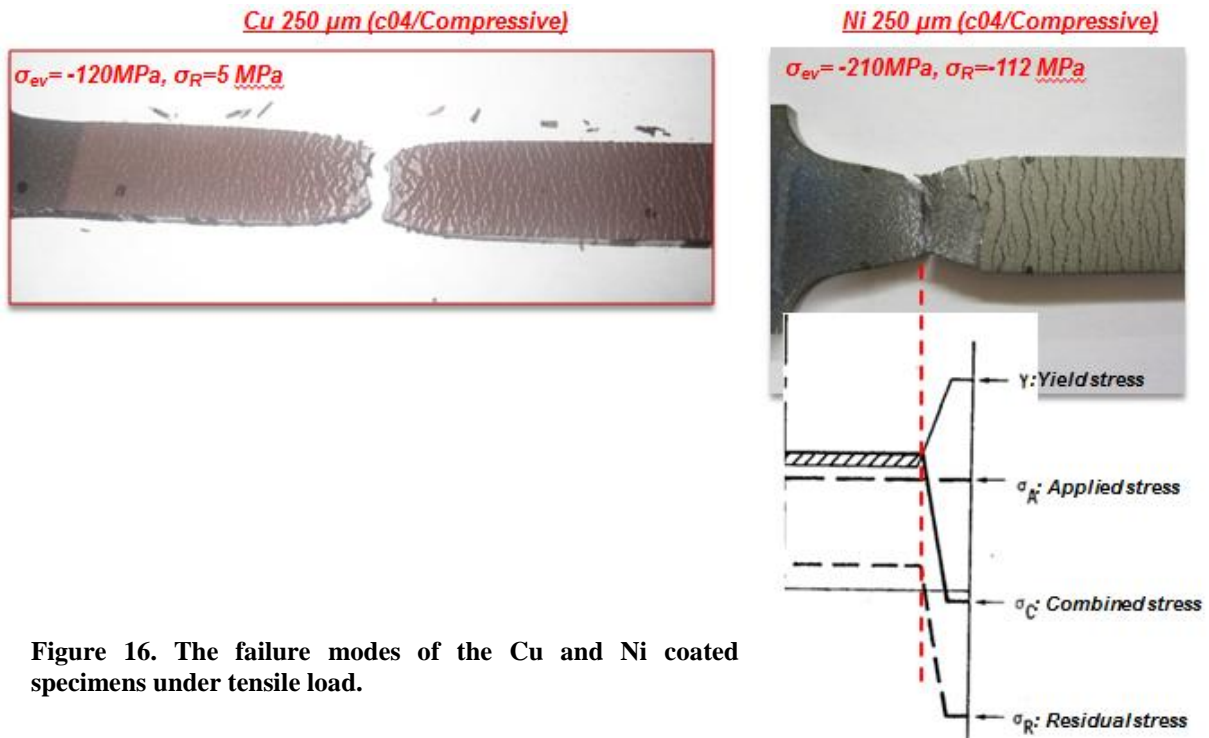 Cu 250 μm (c04/Compressive)
σev= -120MPa, σR=5 MPa
Ni 250 μm (c04/Compressive)
σev= -210MPa, σR=-112 MPa
Y: Yield stress
σA: Applied stress
σC: Combined stress
σR: Residual stress
Figure 16. The failure modes of the Cu and Ni coated
specimens under tensile load.